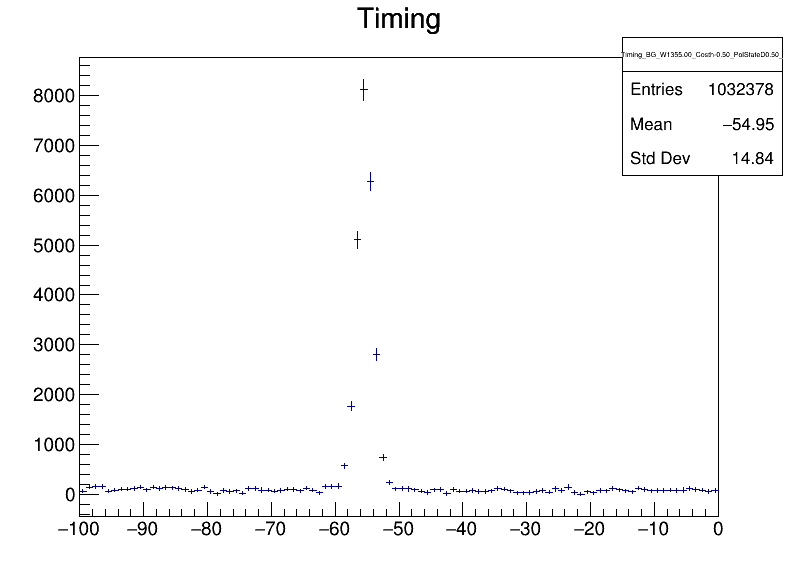 Timing
Timing_BG_W1355.00_Costh-0.50_PolStateD0.50_
Entries 1032378
Mean −54.95
Std Dev 14.84
8000
7000
6000
5000
4000
3000
2000
1000
0
−100 −90 −80 −70 −60 −50 −40 −30 −20 −10 0